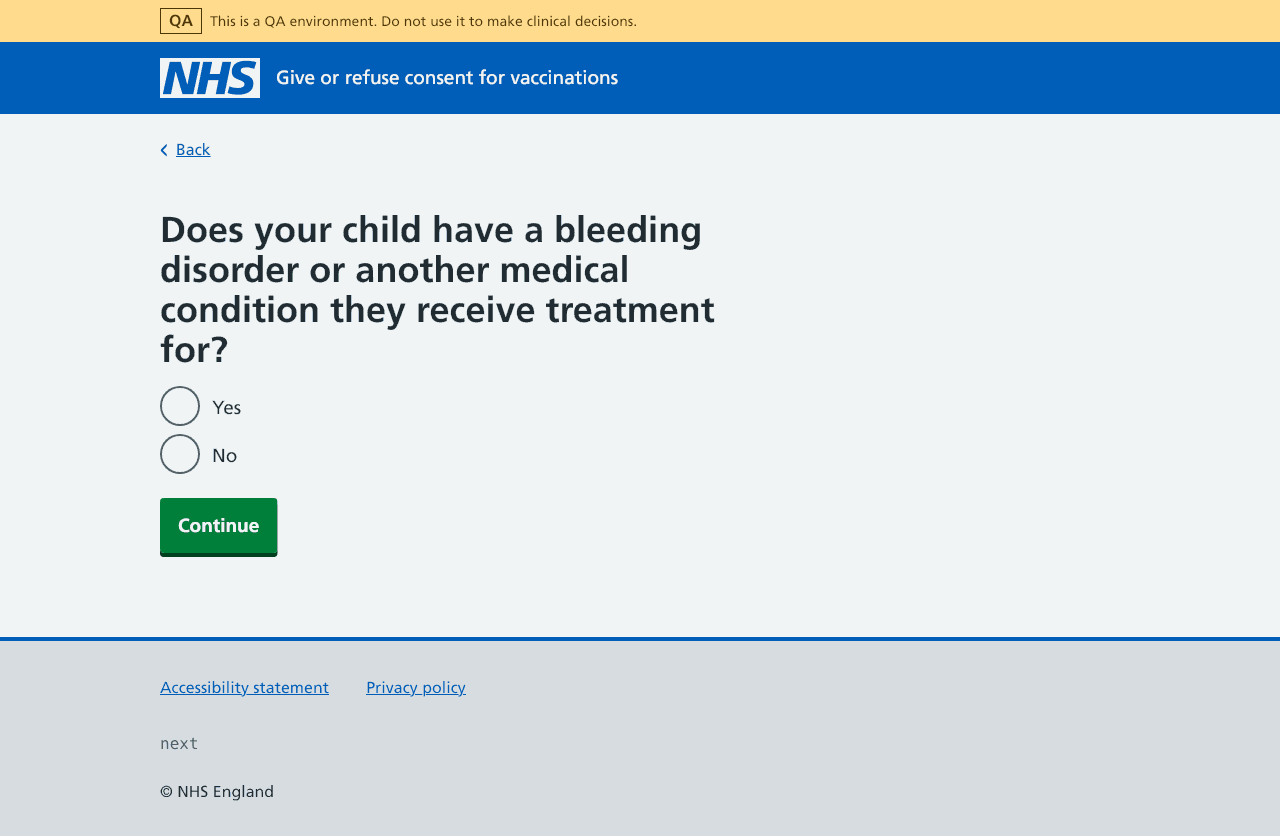 QA This is a QA environment. Do not use it to make clinical decisions.
NHS Give or refuse consent for vaccinations
Back
Does your child have a bleeding
disorder or another medical
condition they receive treatment
for?
Yes
No
Continue
Accessibility statement Privacy policy
next
© NHS England